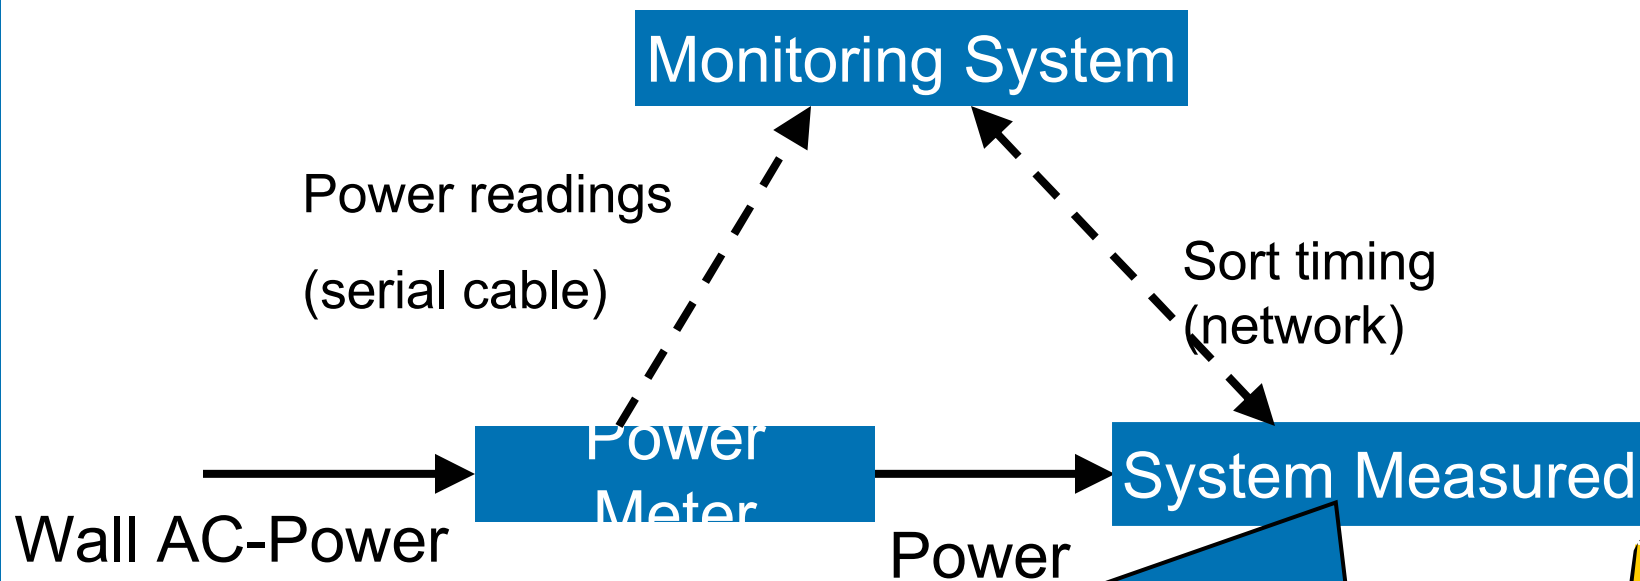 Monitoring System
Power readings
(serial cable)
Sort timing
(network)
Power
Meter
System Measured
Wall AC-Power
Power